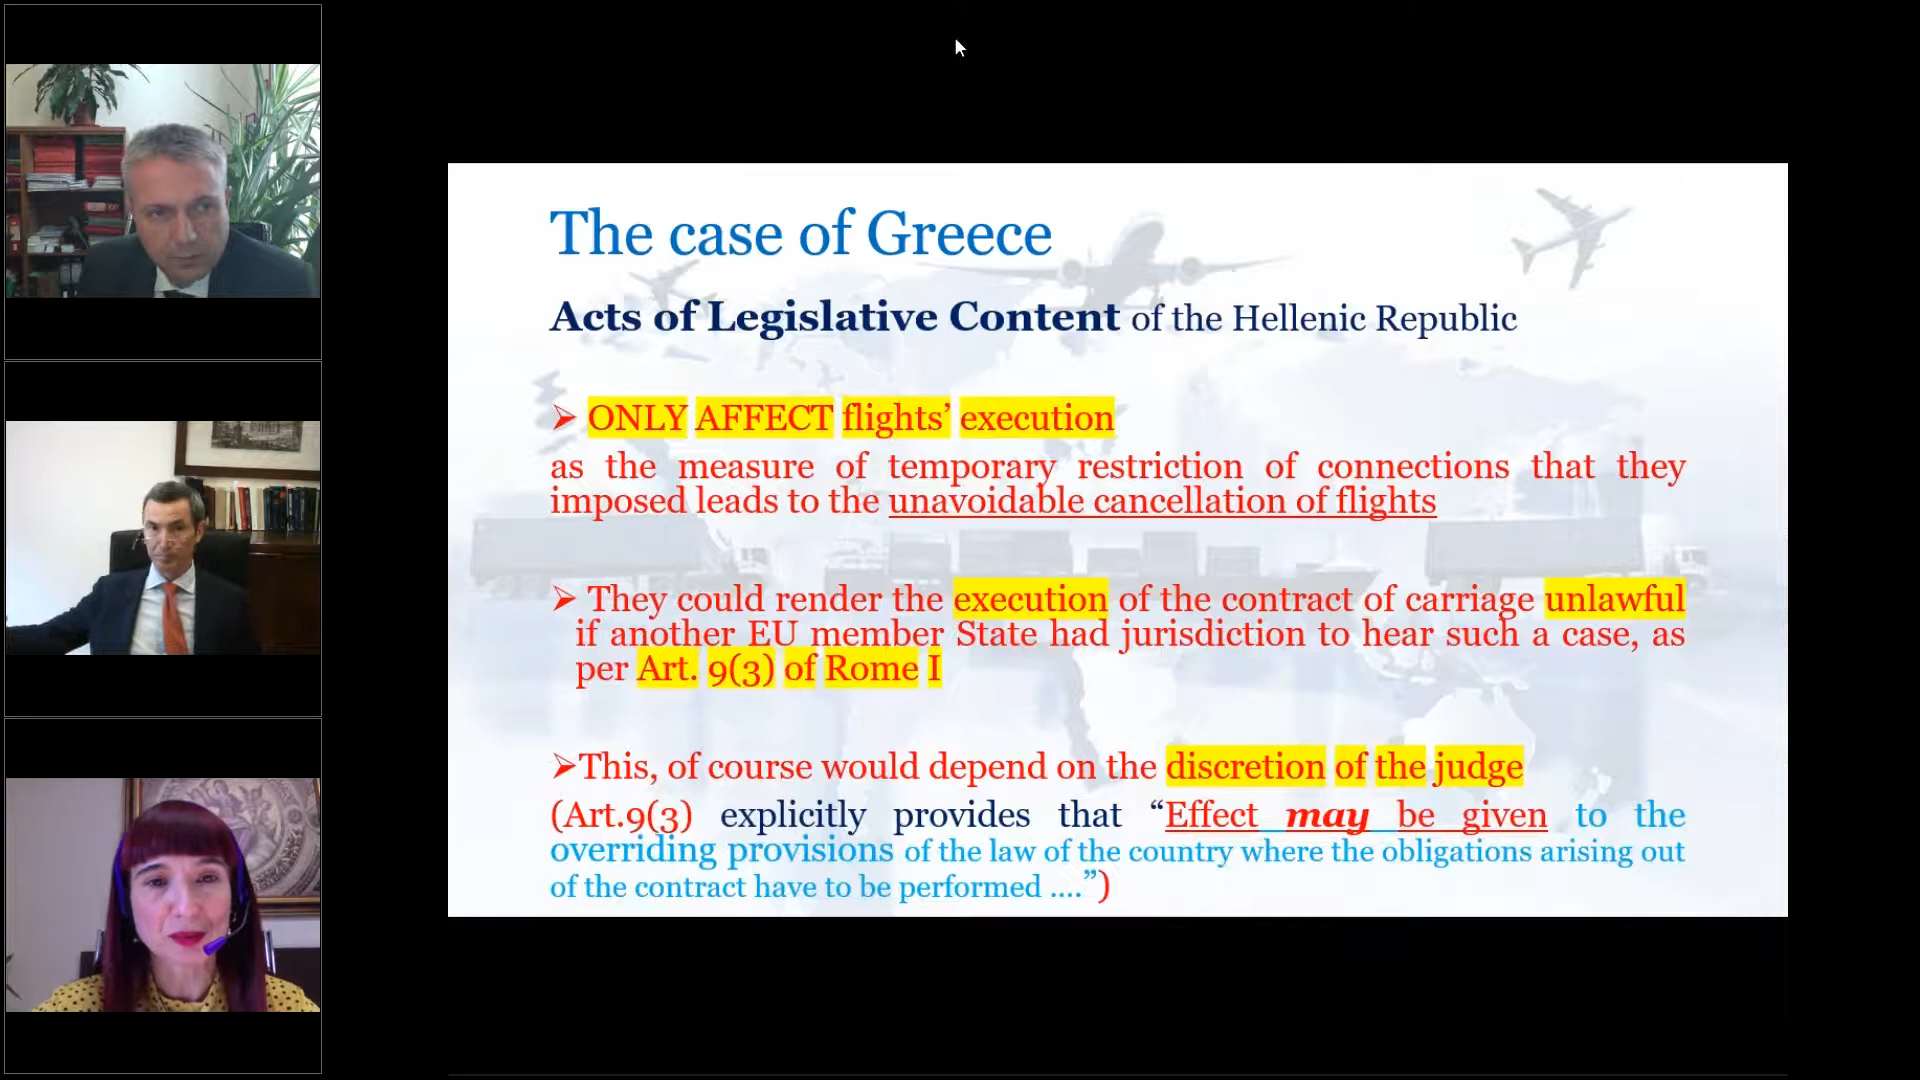 The case of Greece
Acts of Legislative Content of the Hellenic Republic
➢ ONLY AFFECT flights’ execution
as the measure of temporary restriction of connections that they
imposed leads to the unavoidable cancellation of flights
➢ They could render the execution of the contract of carriage unlawful
if another EU member State had jurisdiction to hear such a case, as
per Art. 9(3) of Rome I
➢This, of course would depend on the discretion of the judge
(Art.9(3) explicitly provides that “Effect may be given to the
overriding provisions of the law of the country where the obligations arising out
of the contract have to be performed ….”)